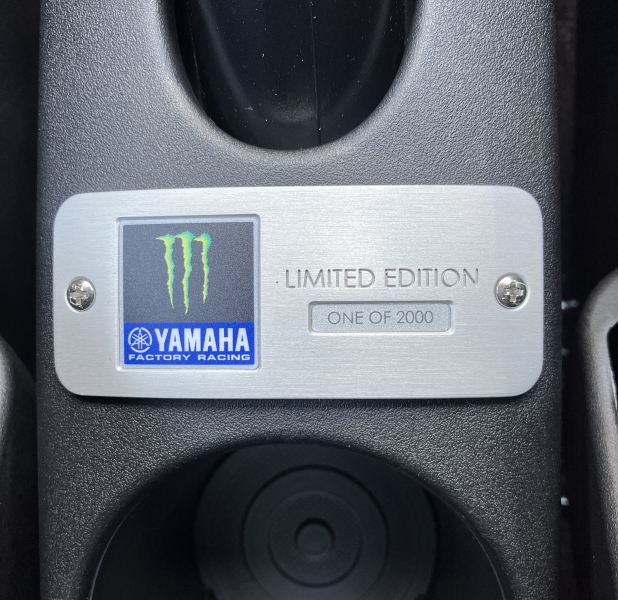 YAMAHA
FACTORY RACING
LIMITED EDITION
ONE OF 2000